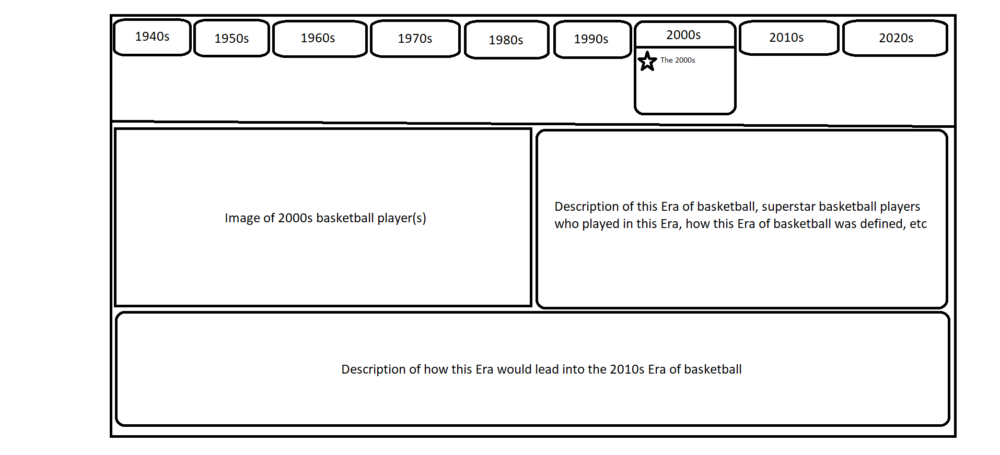 1940s
1950s
1960s
1970s
1980s
1990s
2000s
2010s
2020s
The 2000s
Image of 2000s basketball player(s)
Description of this Era of basketball, superstar basketball players
who played in this Era, how this Era of basketball was defined, etc
Description of how this Era would lead into the 2010s Era of basketball